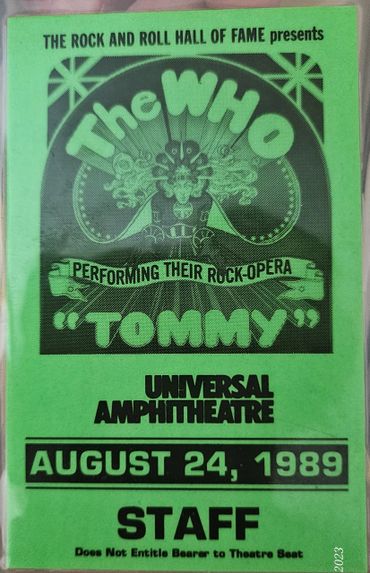 THE ROCK AND ROLL HALL OF FAME presents
The WHO
PERFORMING THEIR ROCK-OPERA
"TOMMY"
UNIVERSAL
AMPHITHEATRE
AUGUST 24, 1989
STAFF
Does Not Entitle Bearer to Theatre Seat
2023